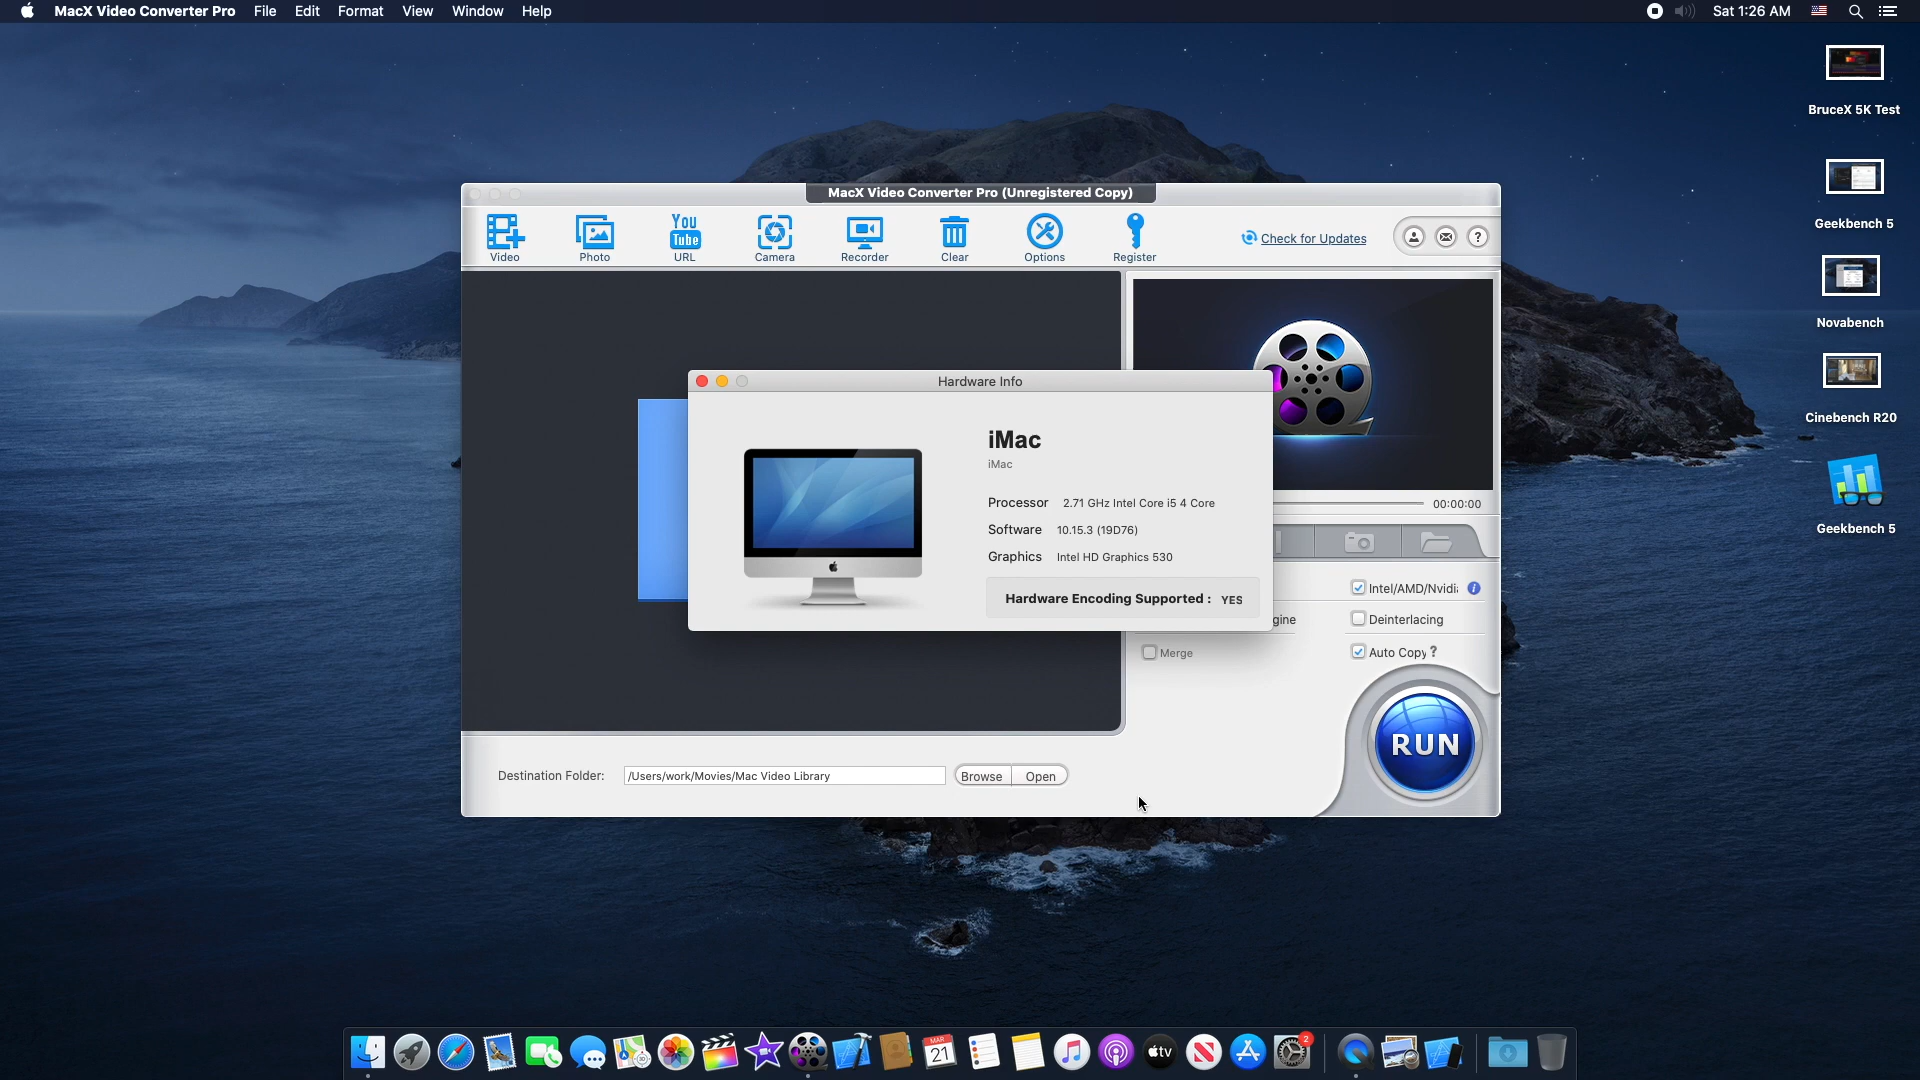 MacX Video Converter Pro File Edit Format View Window Help
Sat 1:26 AM
BruceX 5K Test
Geekbench 5
Novabench
Cinebench R20
Geekbench 5
MacX Video Converter Pro (Unregistered Copy)
You
Tube
Video Photo URL Camera Recorder Clear Options Register
Check for Updates
?
Hardware Info
iMac
iMac
Processor 2.71 GHz Intel Core i5 4 Core
Software 10.15.3 (19D76)
Graphics Intel HD Graphics 530
Hardware Encoding Supported : YES
00:00:00
Intel/AMD/Nvidi i
gine
Deinterlacing
Merge
Auto Copy ?
RUN
Destination Folder: /Users/work/Movies/Mac Video Library Browse Open
MAR
21
tv
2